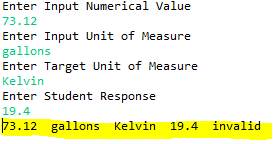 Enter Input Numerical Value
73.12
Enter Input Unit of Measure
gallons
Enter Target Unit of Measure
Kelvin
Enter Student Response
19.4
73.12  gallons  Kelvin  19.4  invalid